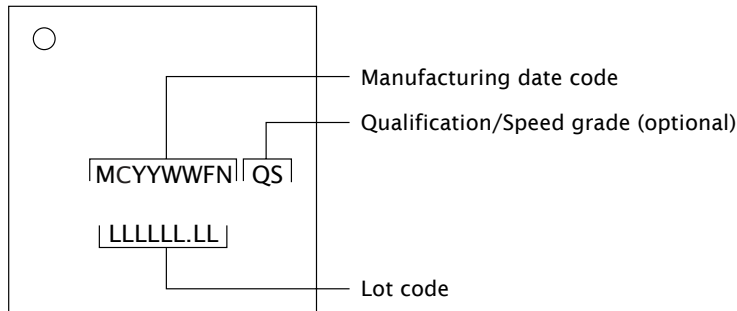 Manufacturing date code
Qualification/Speed grade (optional)
MCYYWWFN QS
LLLLLL.LL
Lot code